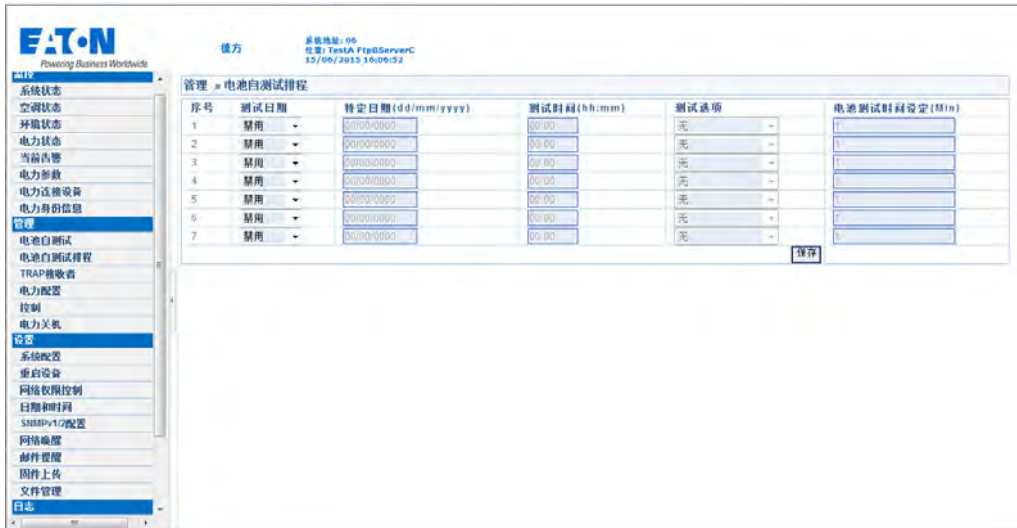 EATON
Powering Business Worldwide
系统地址: 06
位置: TestA FtpBServerC
15/06/2015 16:06:52
监控
系统状态
空调状态
环境状态
电力状态
当前告警
电力参数
电力连接设备
电力身份信息
管理
电池自测试
电池自测试排程
TRAP接收者
电力配置
控制
电力关机
设置
系统配置
重启设备
网络权限控制
日期和时间
SNMPv1/2配置
网络唤醒
邮件提醒
固件上传
文件管理
日志
管理 » 电池自测试排程
序号 测试日期 特定日期(dd/mm/yyyy) 测试时间(hh:mm) 测试选项 电池测试时间设定(Min)
1 禁用 00/00/0000 00:00 无 1
2 禁用 00/00/0000 00:00 无 1
3 禁用 00/00/0000 00:00 无 1
4 禁用 00/00/0000 00:00 无 1
5 禁用 00/00/0000 00:00 无 1
6 禁用 00/00/0000 00:00 无 1
7 禁用 00/00/0000 00:00 无 1
保存